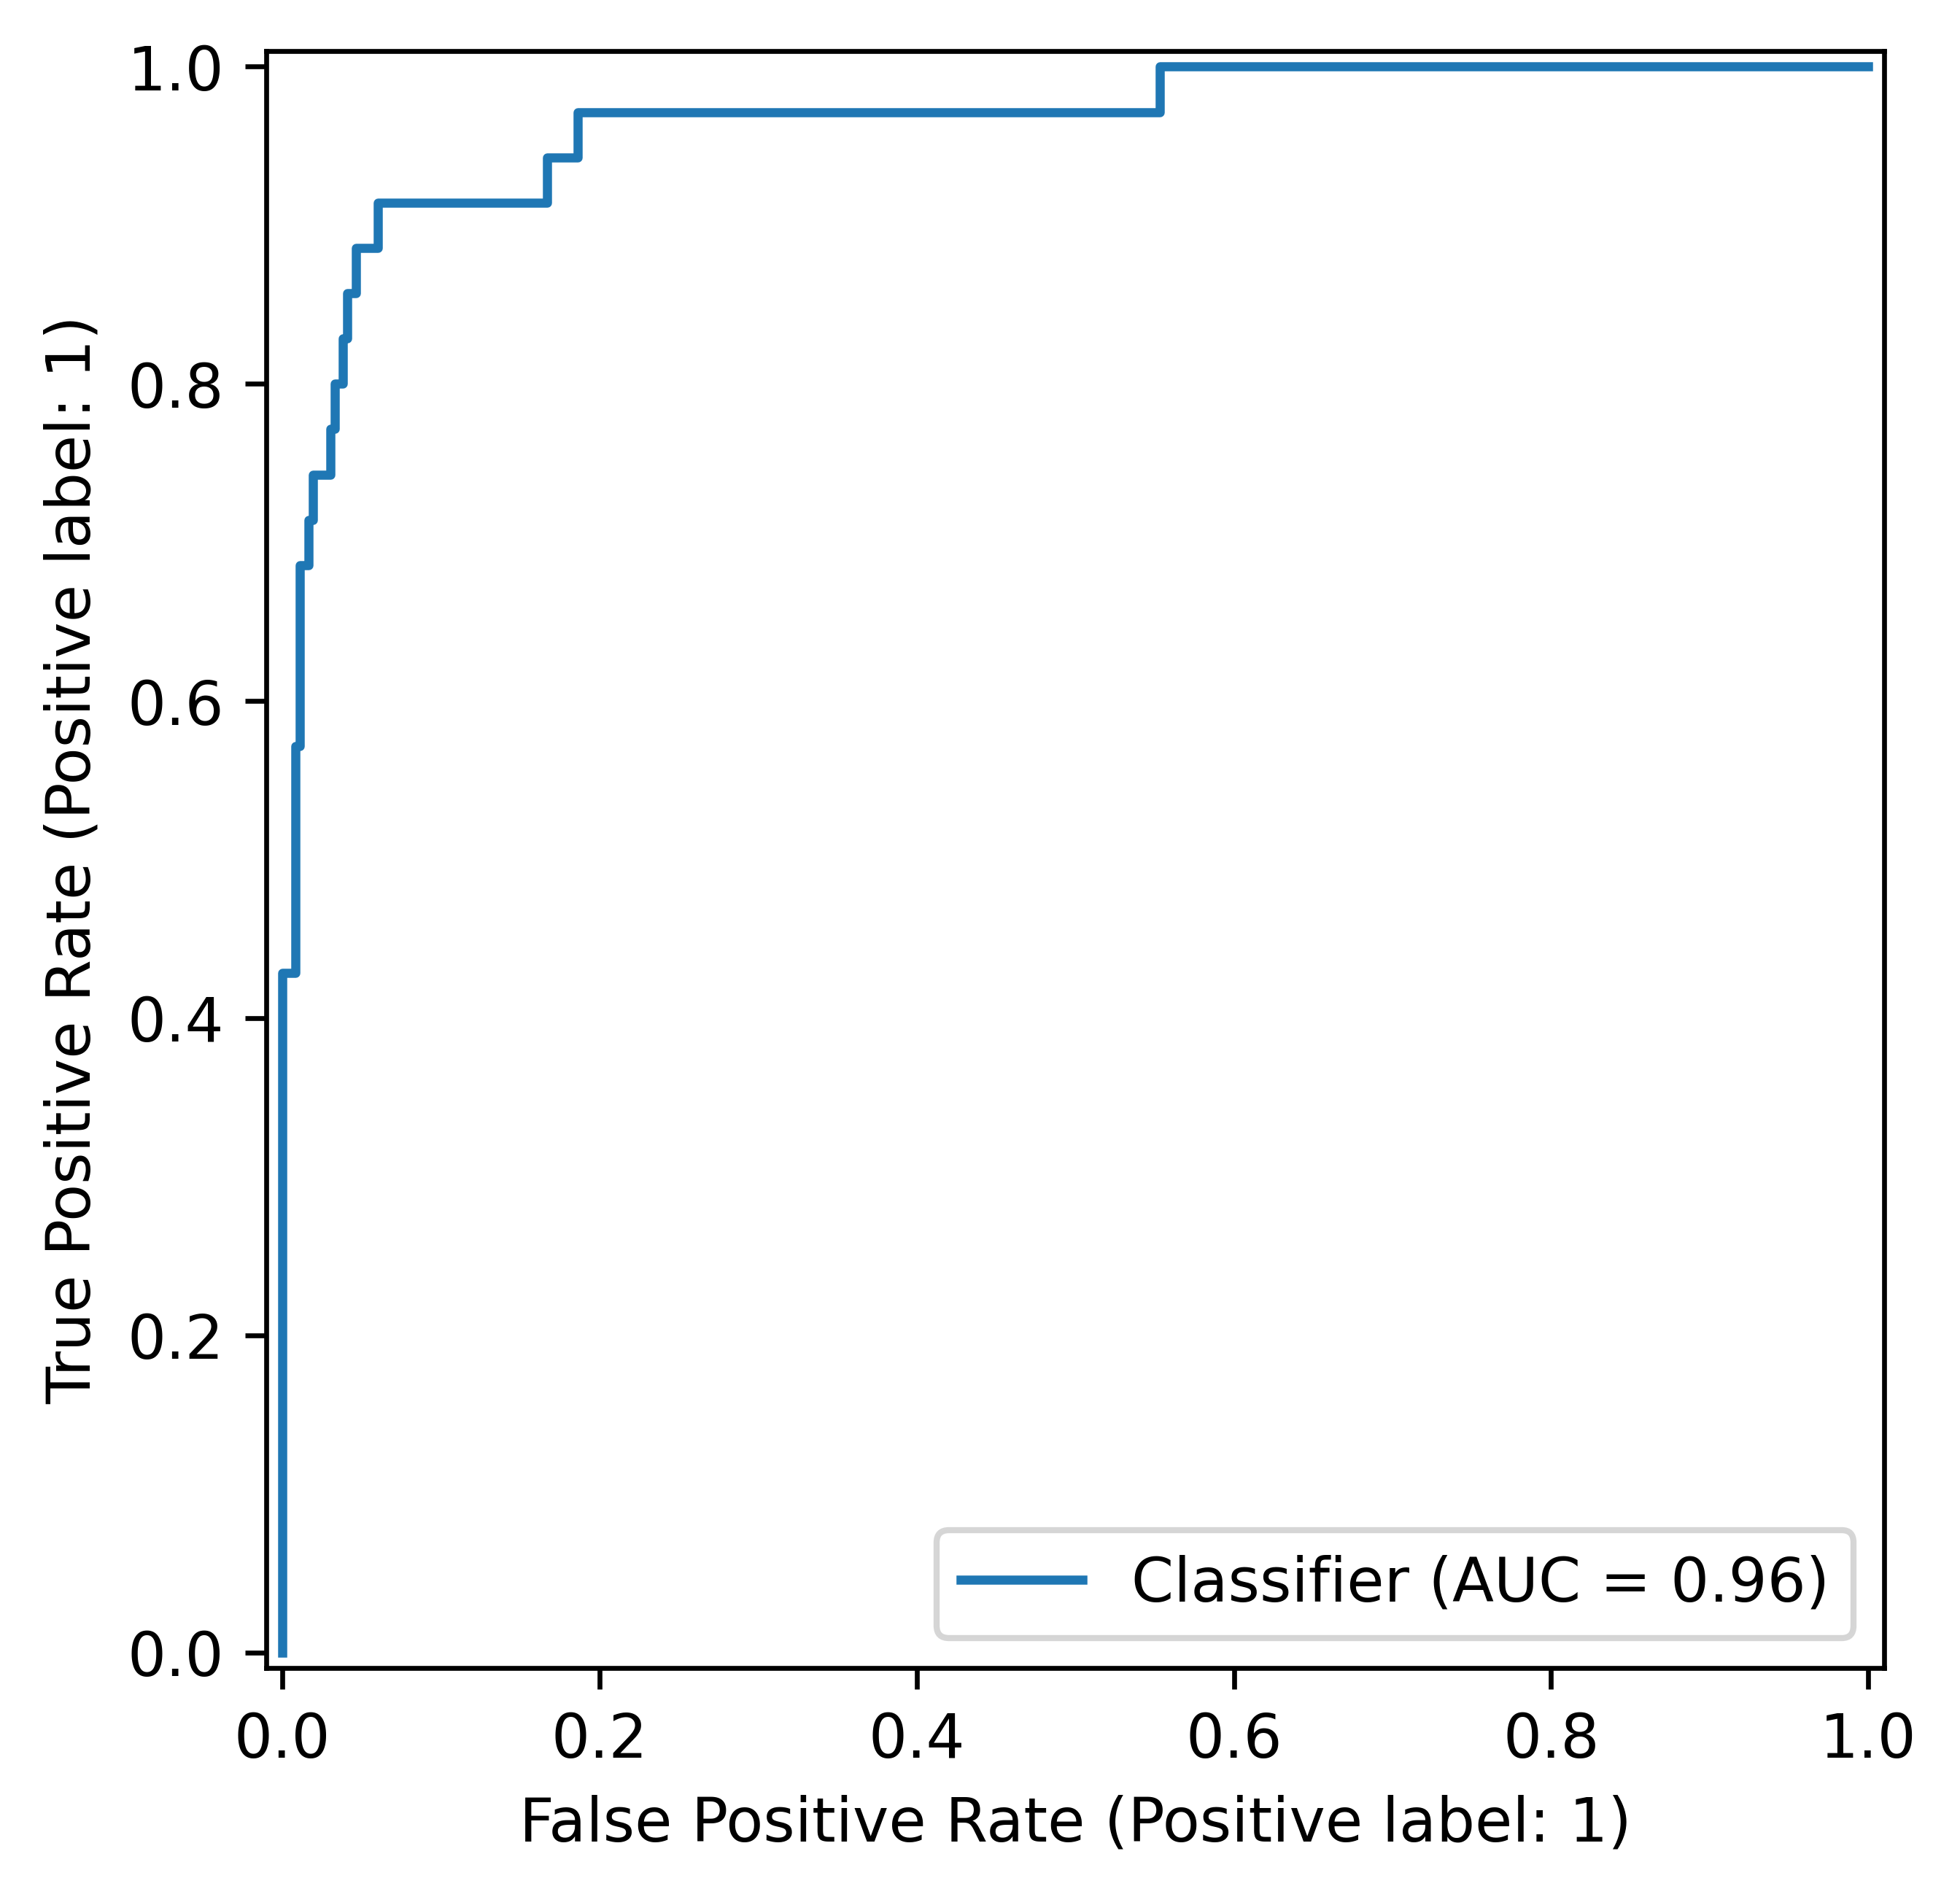 True Positive Rate (Positive label: 1)
1.0
0.8
0.6
0.4
0.2
0.0
Classifier (AUC = 0.96)
0.0 0.2 0.4 0.6 0.8 1.0
False Positive Rate (Positive label: 1)